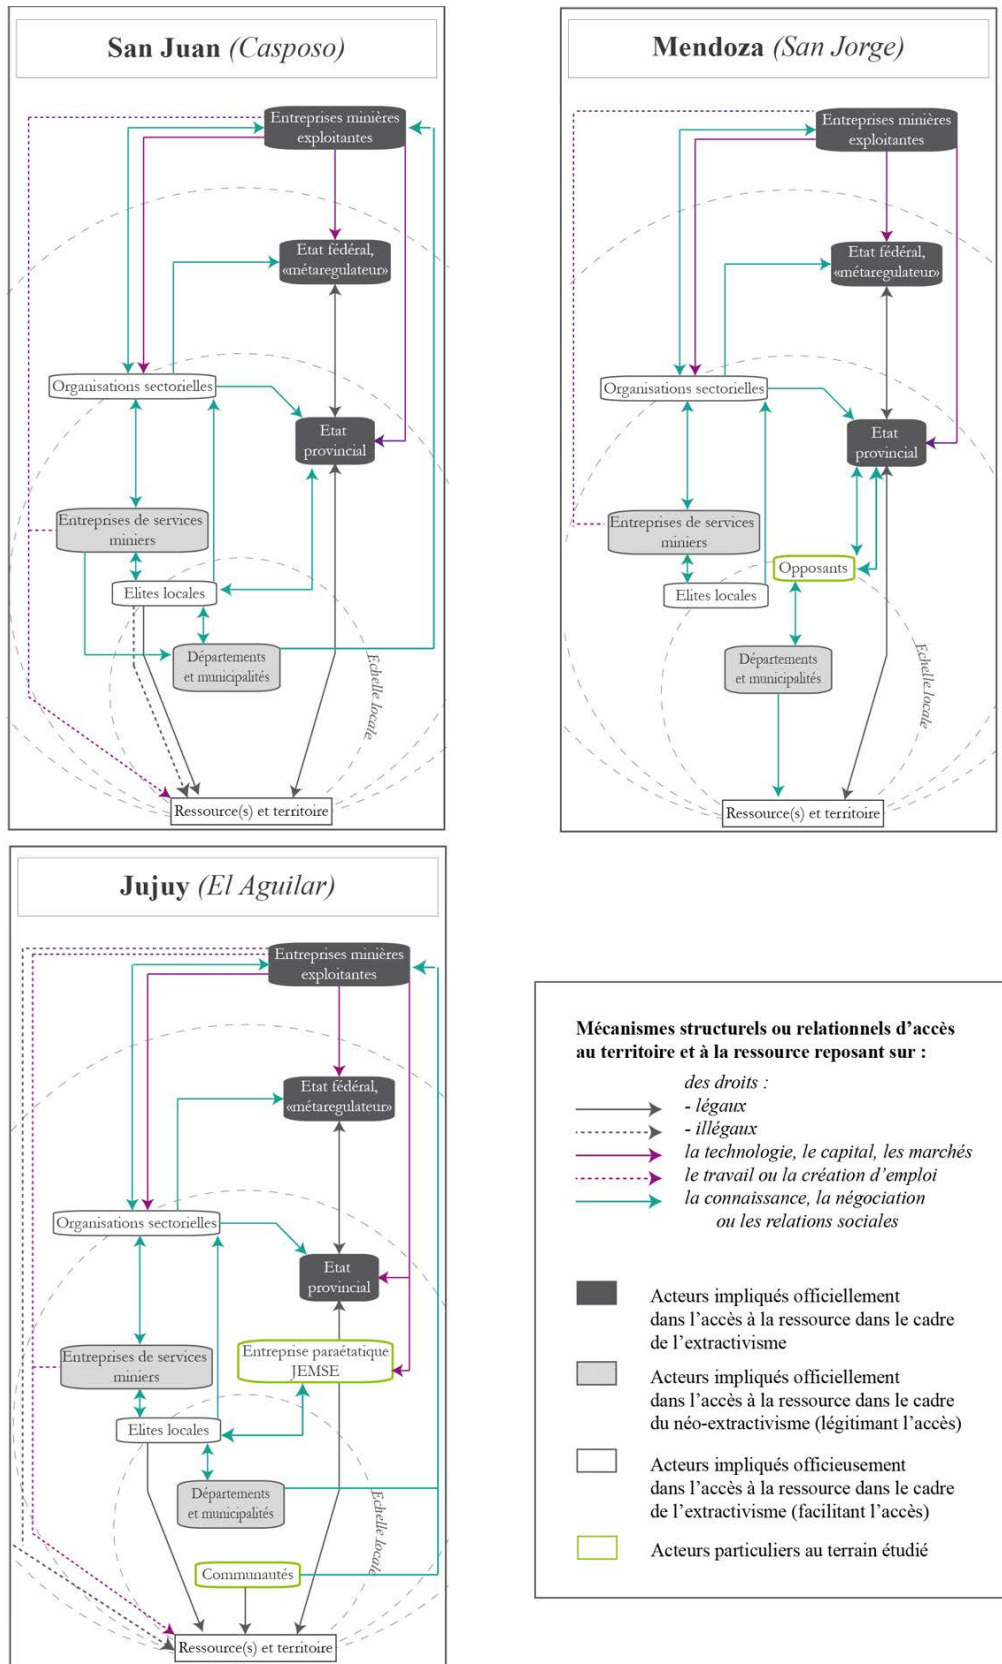 San Juan (Casposo)
Entreprises minières
exploitantes
Etat fédéral,
«métaregulateur»
Organisations sectorielles
Etat
provincial
Entreprises de services
miniers
Elites locales
Départements
et municipalités
Echelle locale
Ressource(s) et territoire
Mendoza (San Jorge)
Entreprises minières
exploitantes
Etat fédéral,
«métaregulateur»
Organisations sectorielles
Etat
provincial
Entreprises de services
miniers
Opposants
Elites locales
Départements
et municipalités
Echelle locale
Ressource(s) et territoire
Jujuy (El Aguilar)
Entreprises minières
exploitantes
Etat fédéral,
«métaregulateur»
Organisations sectorielles
Etat
provincial
Entreprises de services
miniers
Entreprise paraétatique
JEMSE
Elites locales
Départements
et municipalités
Echelle locale
Communautés
Ressource(s) et territoire
Mécanismes structurels ou relationnels d’accès
au territoire et à la ressource reposant sur :
des droits :
- légaux
- illégaux
la technologie, le capital, les marchés
le travail ou la création d’emploi
la connaissance, la négociation
ou les relations sociales
Acteurs impliqués officiellement
dans l’accès à la ressource dans le cadre
de l’extractivisme
Acteurs impliqués officiellement
dans l’accès à la ressource dans le cadre
du néo-extractivisme (légitimant l’accès)
Acteurs impliqués officieusement
dans l’accès à la ressource dans le cadre
de l’extractivisme (facilitant l’accès)
Acteurs particuliers au terrain étudié